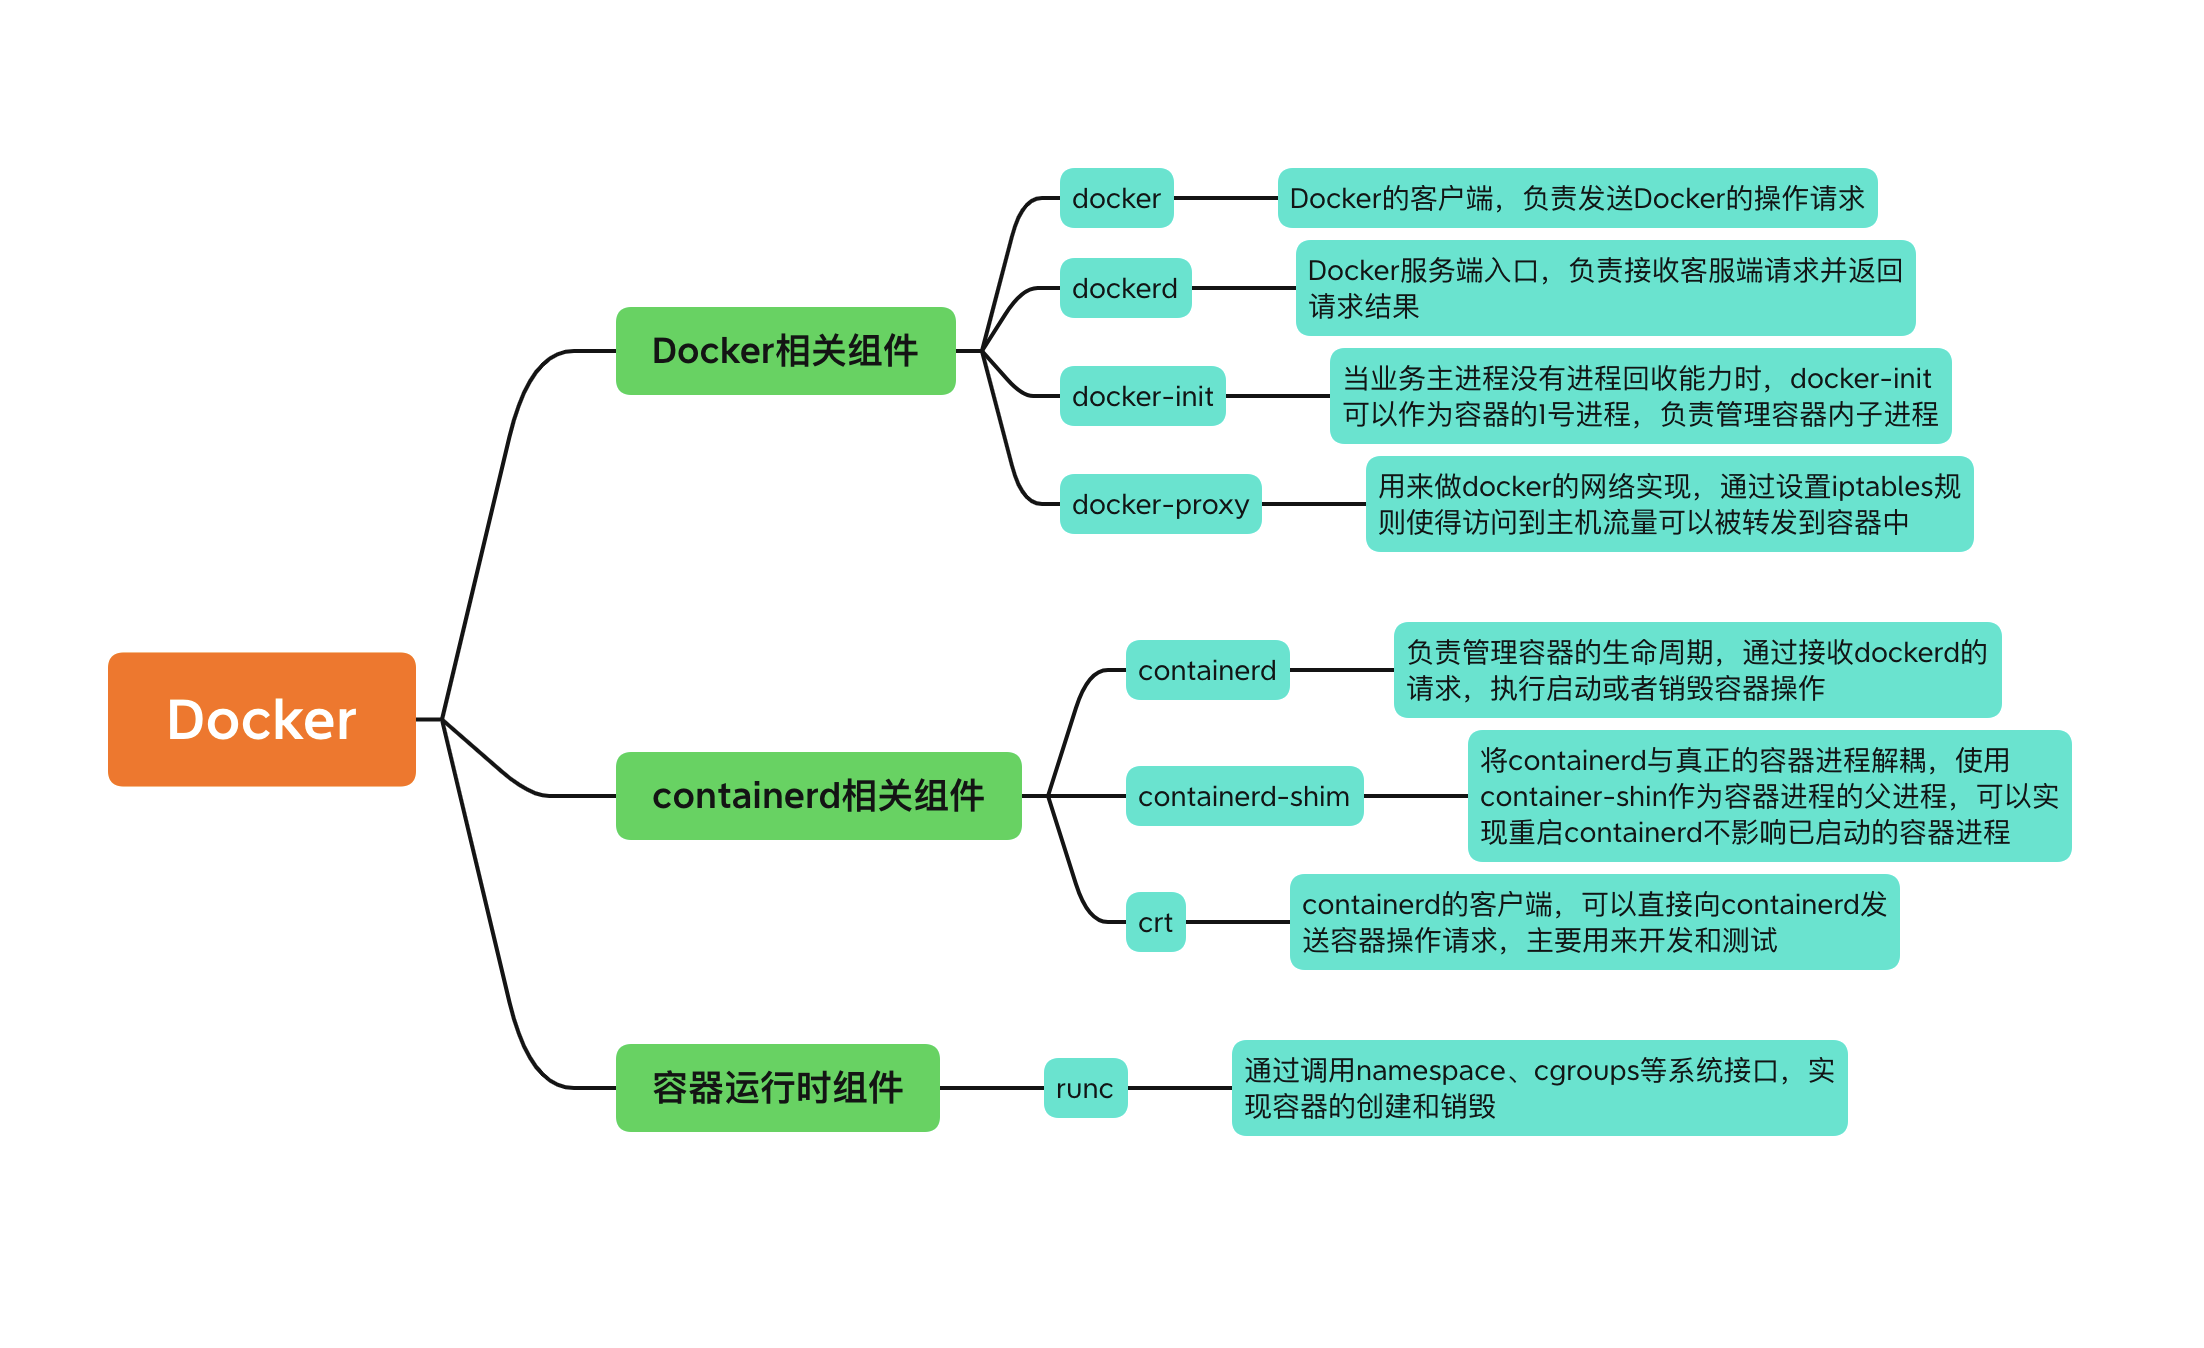 Docker
Docker相关组件
docker
Docker的客户端，负责发送Docker的操作请求
dockerd
Docker服务端入口，负责接收客服端请求并返回
请求结果
docker-init
当业务主进程没有进程回收能力时，docker-init
可以作为容器的1号进程，负责管理容器内子进程
docker-proxy
用来做docker的网络实现，通过设置iptables规
则使得访问到主机流量可以被转发到容器中
containerd相关组件
containerd
负责管理容器的生命周期，通过接收dockerd的
请求，执行启动或者销毁容器操作
containerd-shim
将containerd与真正的容器进程解耦，使用
container-shin作为容器进程的父进程，可以实
现重启containerd不影响已启动的容器进程
crt
containerd的客户端，可以直接向containerd发
送容器操作请求，主要用来开发和测试
容器运行时组件
runc
通过调用namespace、cgroups等系统接口，实
现容器的创建和销毁